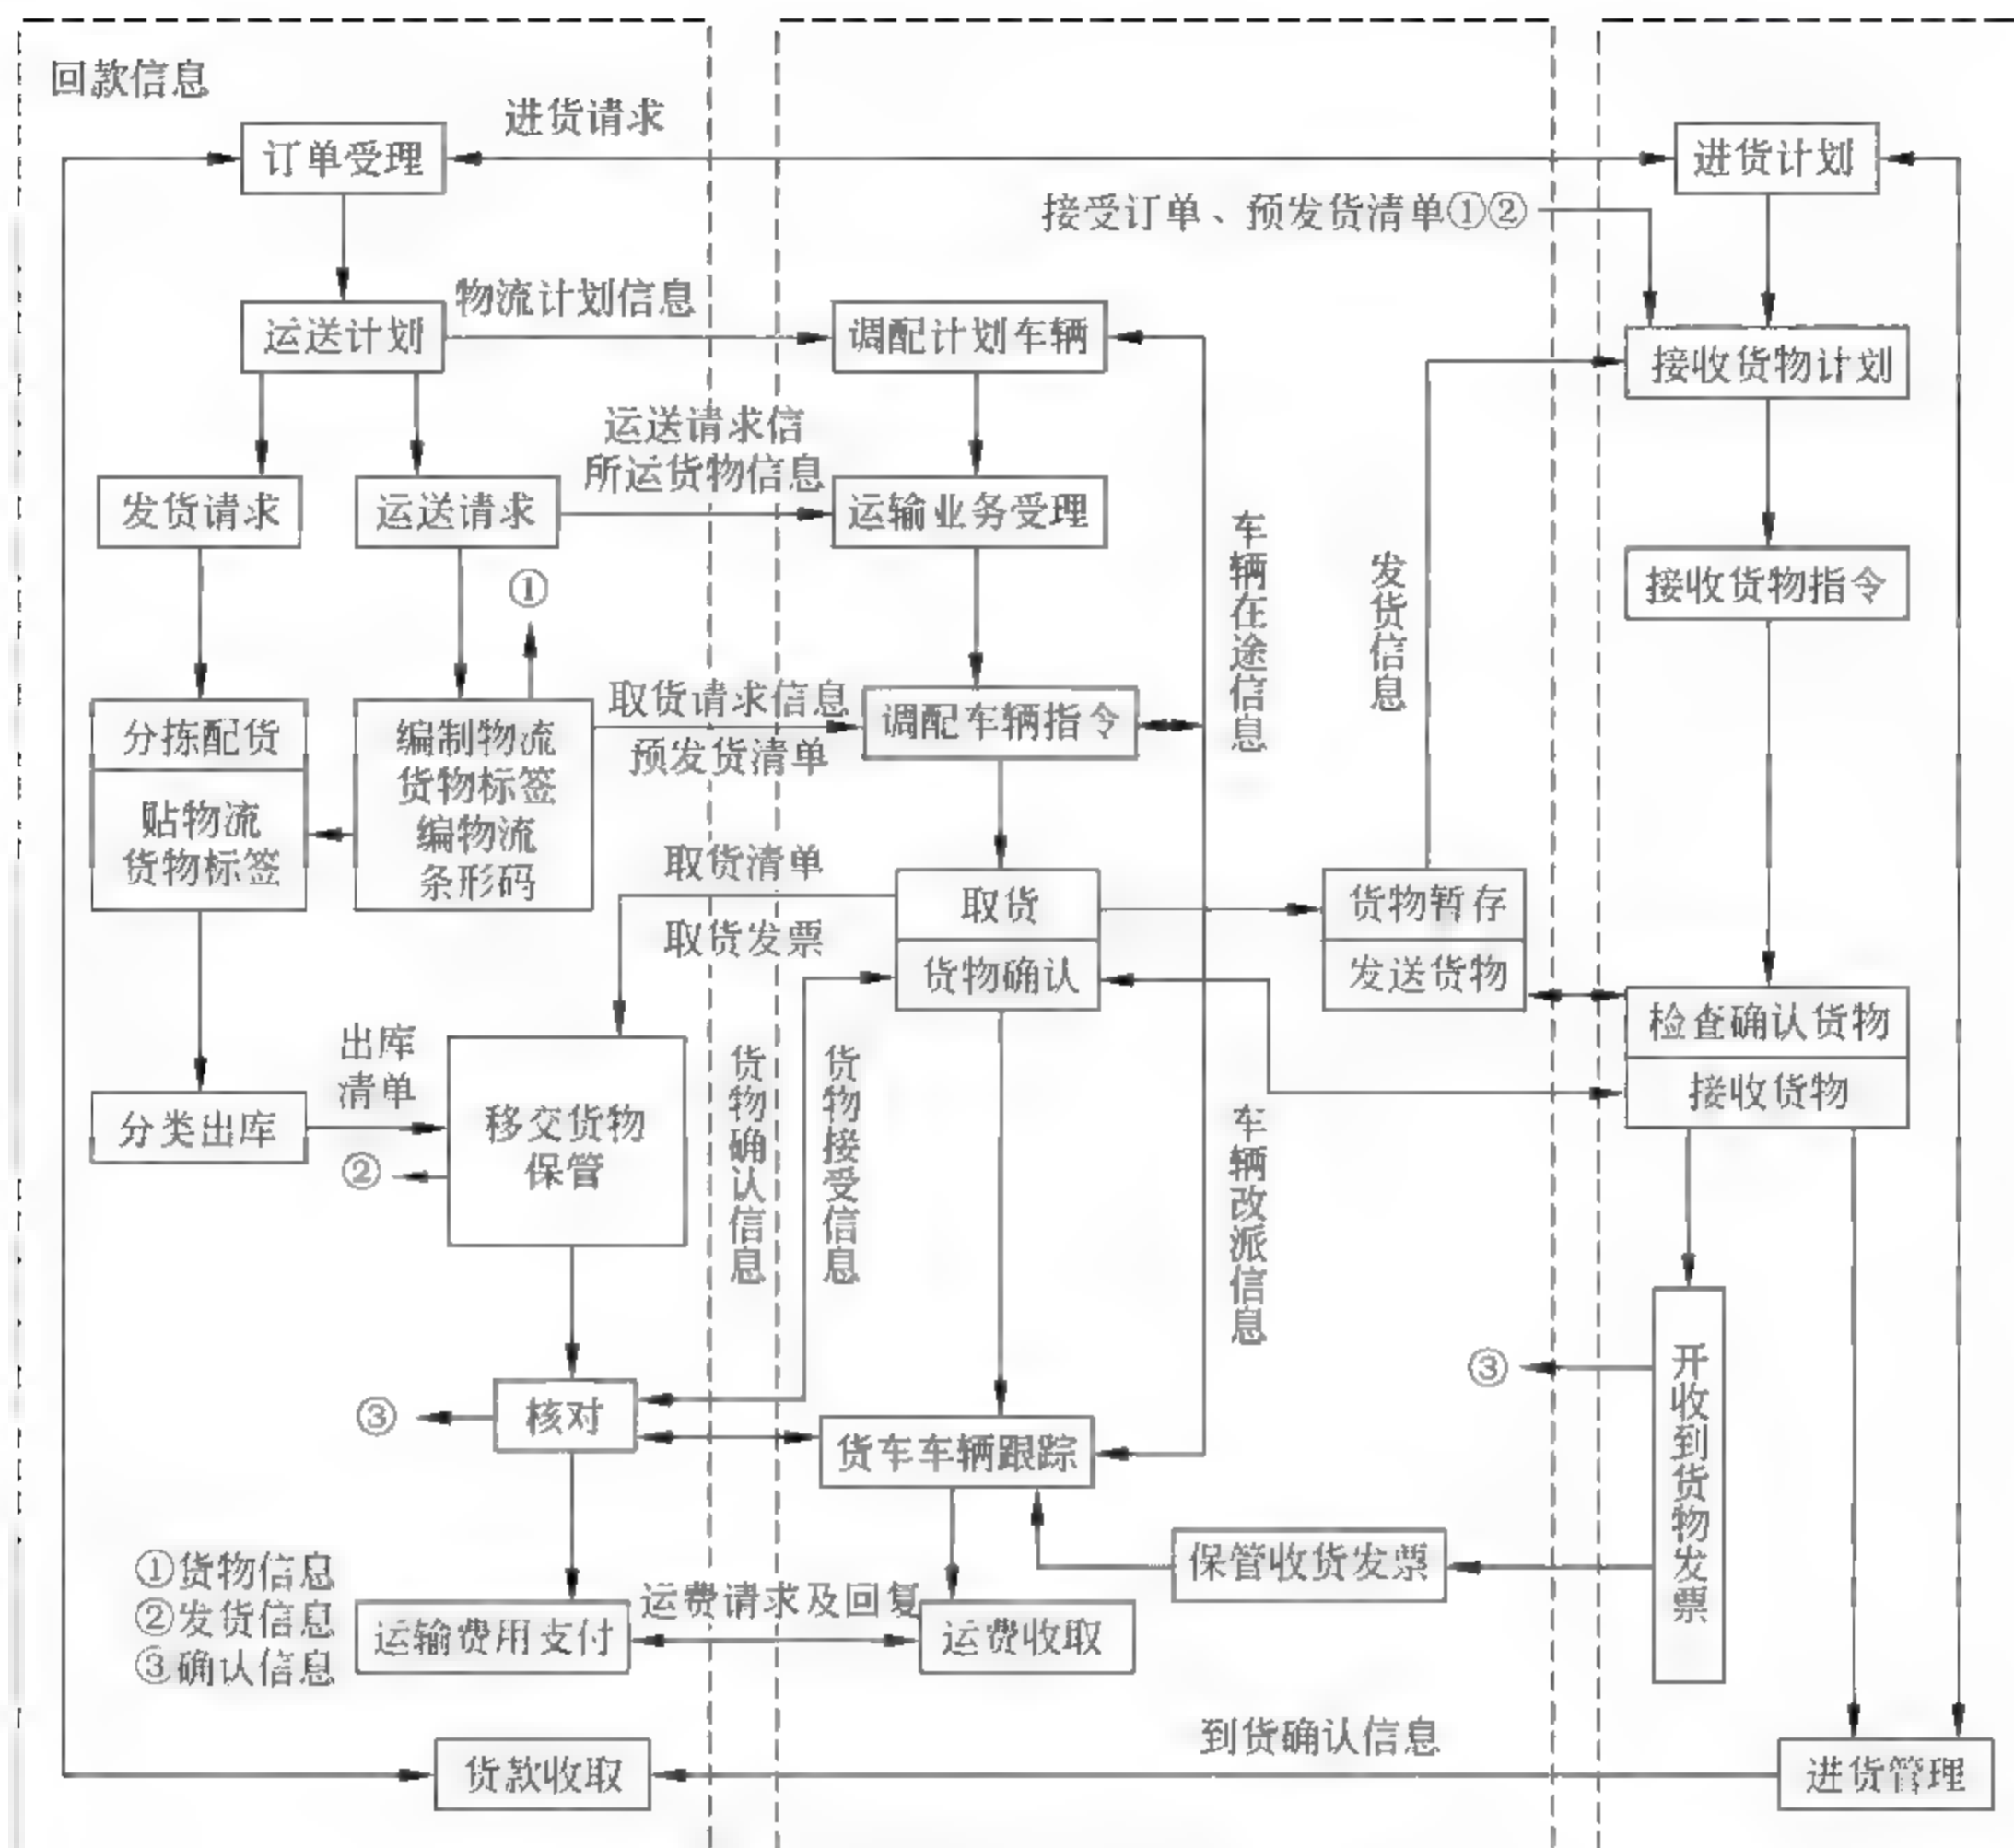 回款信息
进货请求
订单受理
进货计划
接受订单、预发货清单①②
物流计划信息
运送计划
调配计划车辆
接收货物计划
运送请求信
所运货物信息
发货请求
运送请求
运输业务受理
车辆在途信息
发货信息
接收货物指令
①
分拣配货
贴物流
货物标签
编制物流
货物标签
编物流
条形码
取货请求信息
预发货清单
调配车辆指令
取货清单
取货发票
取货
货物确认
货物暂存
发送货物
检查确认货物
接收货物
出库
清单
分类出库
②
移交货物
保管
货物确认信息
货物接受信息
车辆改派信息
③
核对
货车车辆跟踪
③
开收到货物发票
①货物信息
②发货信息
③确认信息
保管收货发票
运费请求及回复
运输费用支付
运费收取
到货确认信息
货款收取
进货管理